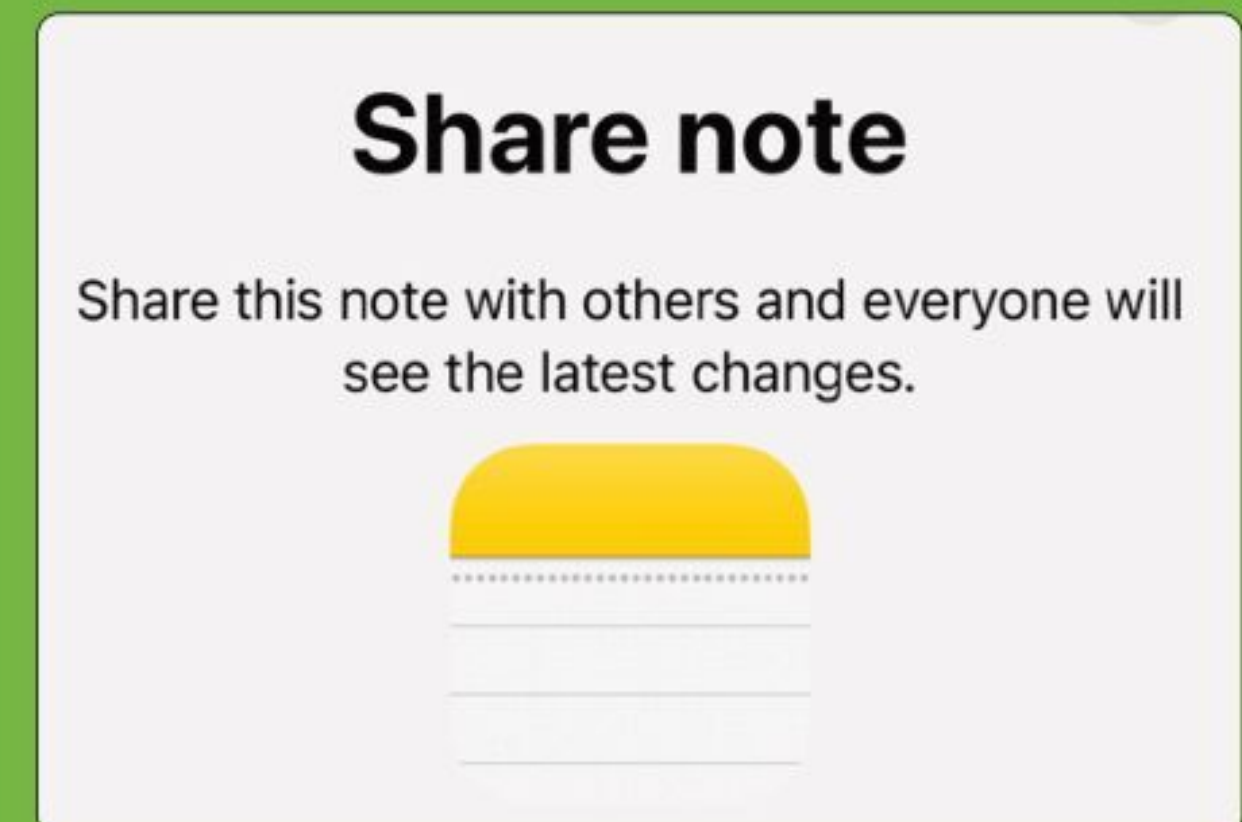 Share note
Share this note with others and everyone will
see the latest changes.